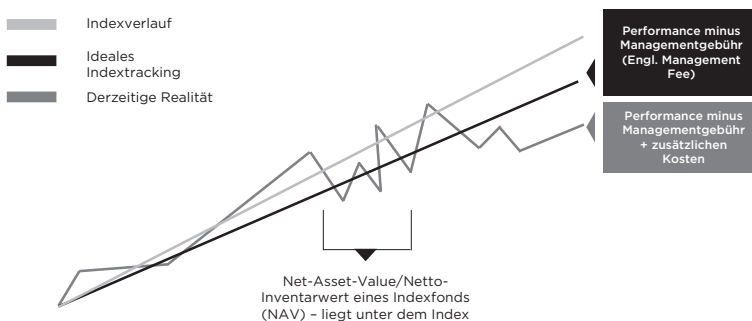 Indexverlauf
Ideales
Indextracking
Derzeitige Realität
Performance minus
Managementgebühr
(Engl. Management
Fee)
Performance minus
Managementgebühr
+ zusätzlichen
Kosten
Net-Asset-Value/Netto-
Inventarwert eines Indexfonds
(NAV) – liegt unter dem Index